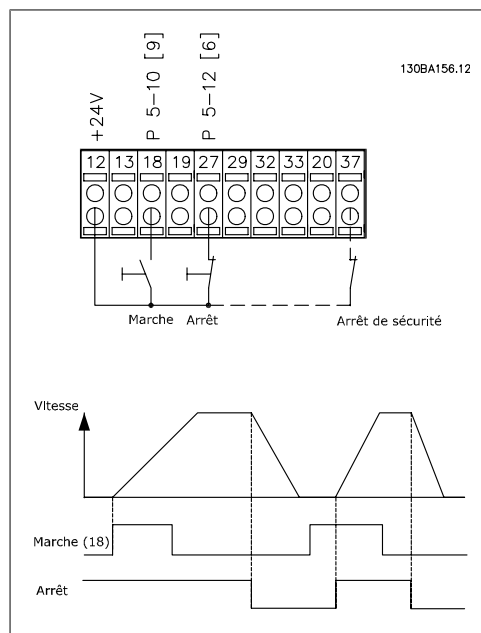 130BA156.12
+24V
P 5-10 [9]
P 5-12 [6]
12 13 18 19 27 29 32 33 20 37
Marche Arrêt Arrêt de sécurité
Vitesse
Marche (18)
Arrêt